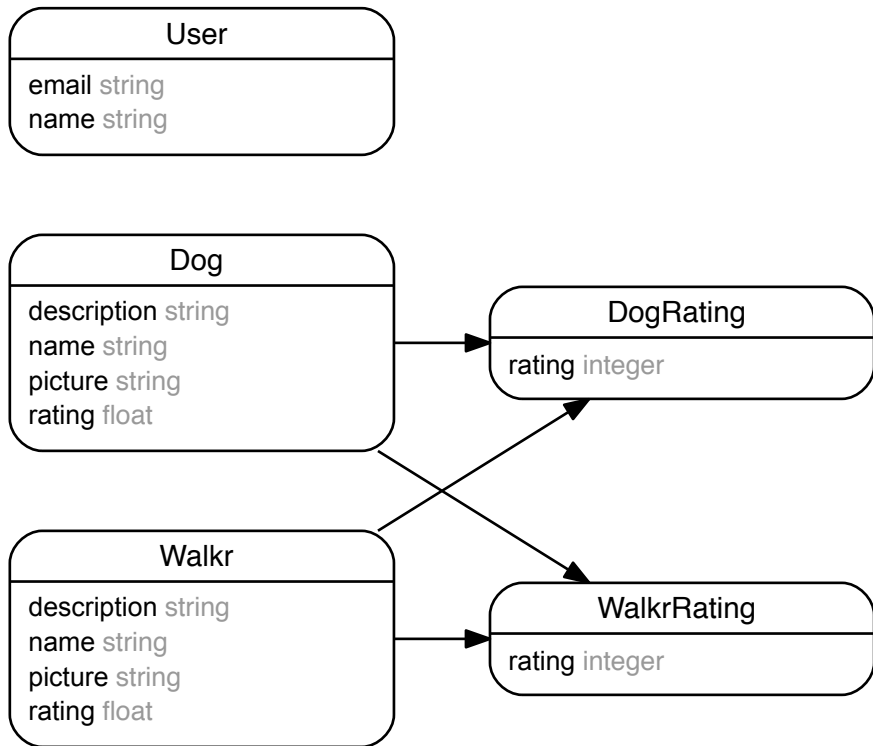 User
email string
name string
Dog
description string
name string
picture string
rating float
DogRating
rating integer
Walkr
description string
name string
picture string
rating float
WalkrRating
rating integer